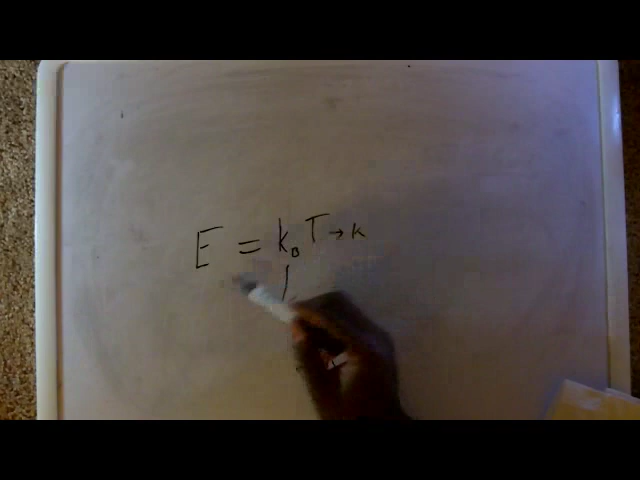 E = k_B T → K